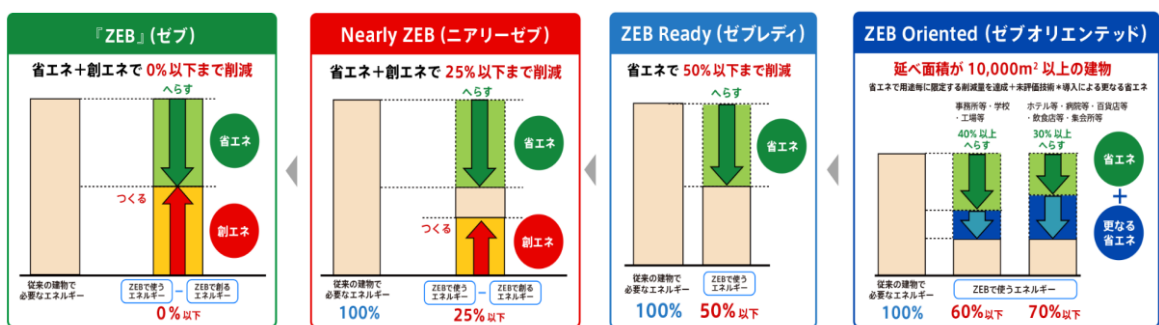 『ZEB』(ゼブ)
省エネ+創エネで 0%以下まで削減
へらす
省エネ
つくる
創エネ
従来の建物で
必要なエネルギー
ZEBで使う
エネルギー
－
ZEBで創る
エネルギー
0%以下
Nearly ZEB (ニアリーゼブ)
省エネ+創エネで 25%以下まで削減
へらす
省エネ
つくる
創エネ
従来の建物で
必要なエネルギー
100%
ZEBで使う
エネルギー
－
ZEBで創る
エネルギー
25%以下
ZEB Ready (ゼブレディ)
省エネで 50%以下まで削減
へらす
省エネ
従来の建物で
必要なエネルギー
100%
ZEBで使う
エネルギー
50%以下
ZEB Oriented (ゼブオリエンテッド)
延べ面積が 10,000m² 以上の建物
省エネで用途毎に限定する削減量を達成+未評価技術*導入による更なる省エネ
事務所等・学校
・工場等
40%以上
へらす
ホテル等・病院等・百貨店等
・飲食店等・集会所等
30%以上
へらす
省エネ
+
更なる
省エネ
従来の建物で
必要なエネルギー
100%
ZEBで使うエネルギー
60%以下
70%以下